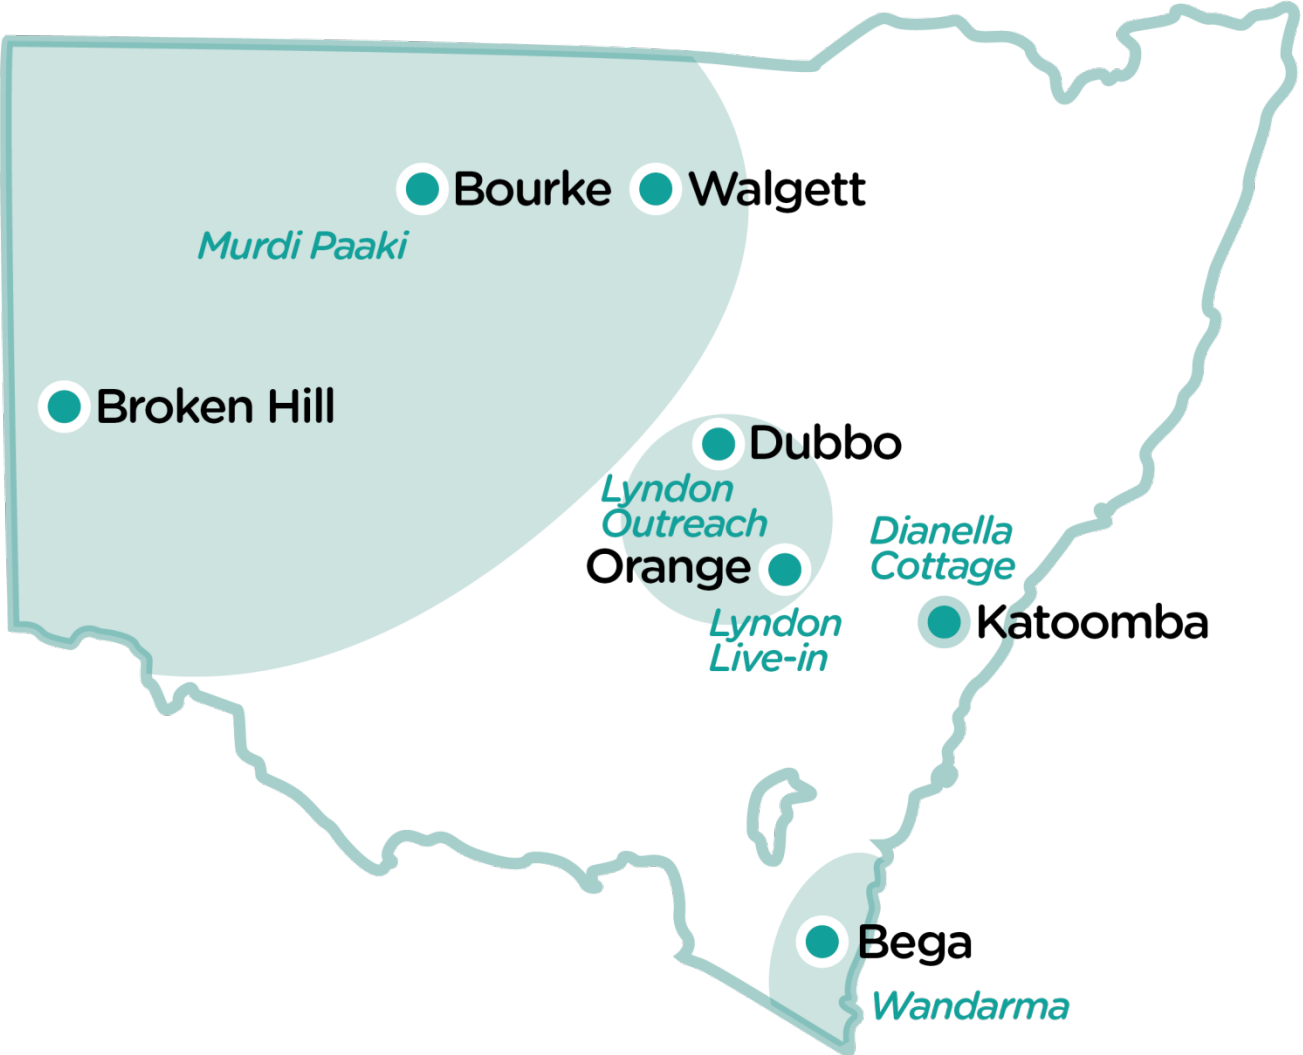 Bourke
Walgett
Murdi Paaki
Broken Hill
Dubbo
Lyndon
Outreach
Orange
Dianella
Cottage
Lyndon
Live-in
Katoomba
Bega
Wandarma